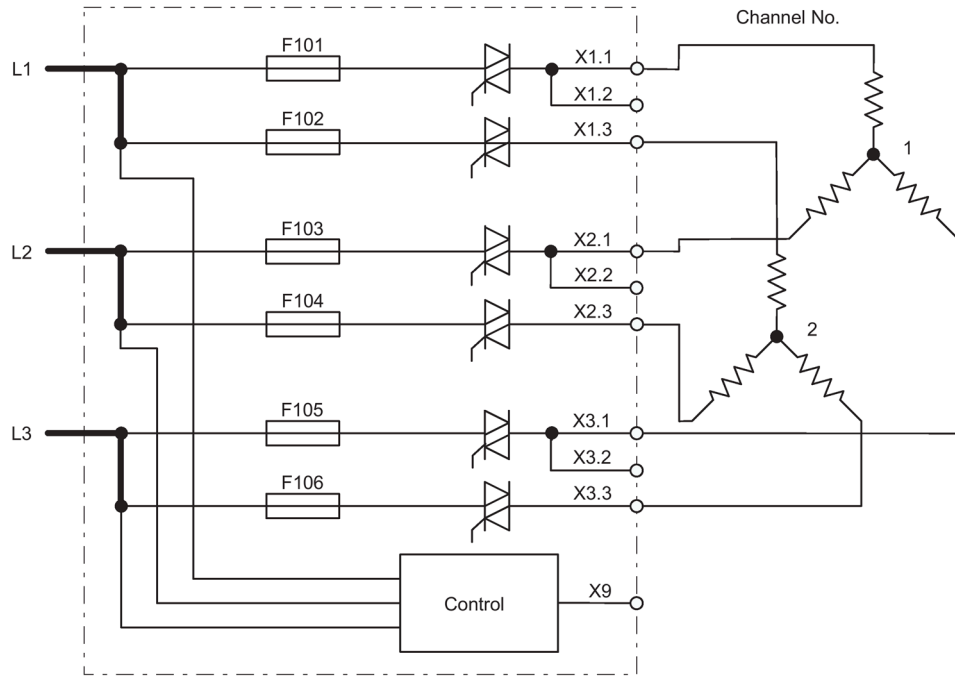 Channel No.
L1
F101
X1.1
X1.2
F102
X1.3
1
L2
F103
X2.1
X2.2
F104
X2.3
2
L3
F105
X3.1
X3.2
F106
X3.3
Control
X9